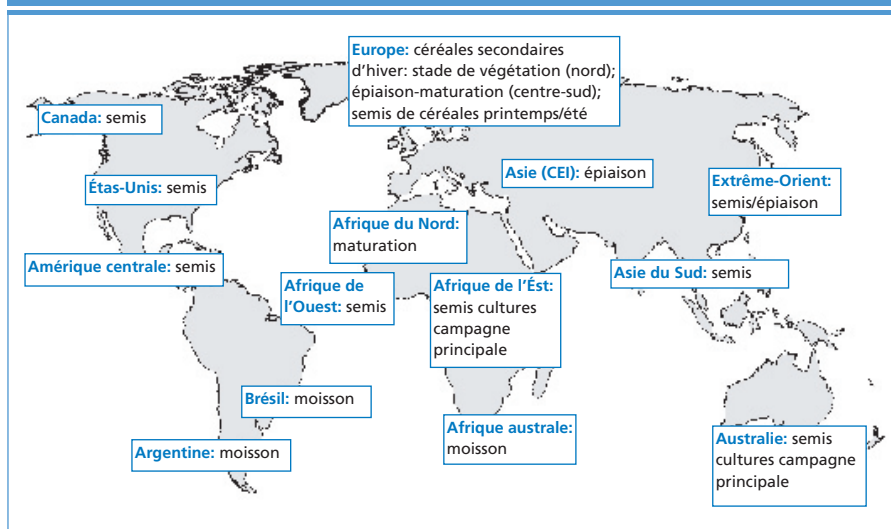 Europe: céréales secondaires
d'hiver: stade de végétation (nord);
épiaison-maturation (centre-sud);
semis de céréales printemps/été
Canada: semis
Asie (CEI): épiaison
Extrême-Orient:
semis/épiaison
Étas-Unis: semis
Afrique du Nord:
maturation
Amérique centrale: semis
Asie du Sud: semis
Afrique de
l'Ouest: semis
Afrique de l'Ést:
semis cultures
campagne
principale
Brésil: moisson
Afrique australe:
moisson
Argentine: moisson
Australie: semis
cultures campagne
principale